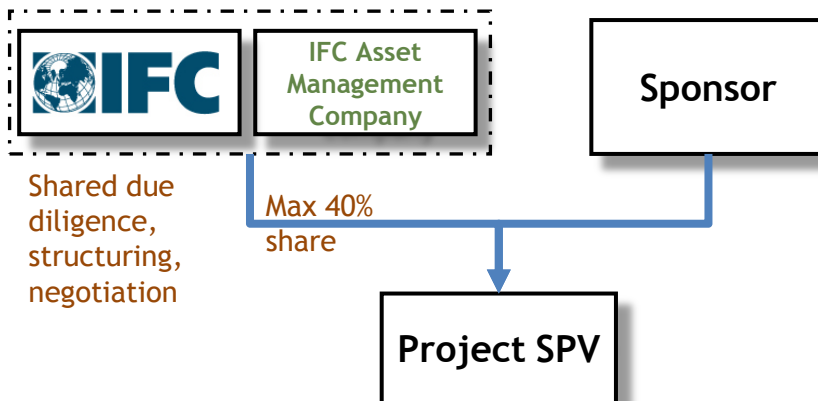 IFC
IFC Asset
Management
Company
Sponsor
Shared due
diligence,
structuring,
negotiation
Max 40%
share
Project SPV